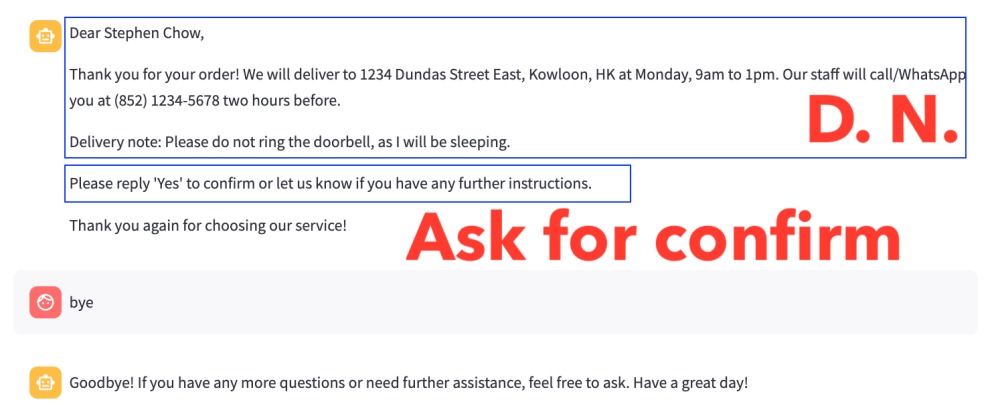 Dear Stephen Chow,
Thank you for your order! We will deliver to 1234 Dundas Street East, Kowloon, HK at Monday, 9am to 1pm. Our staff will call/WhatsApp
you at (852) 1234-5678 two hours before.
D. N.
Delivery note: Please do not ring the doorbell, as I will be sleeping.
Please reply 'Yes' to confirm or let us know if you have any further instructions.
Thank you again for choosing our service!
Ask for confirm
bye
Goodbye! If you have any more questions or need further assistance, feel free to ask. Have a great day!